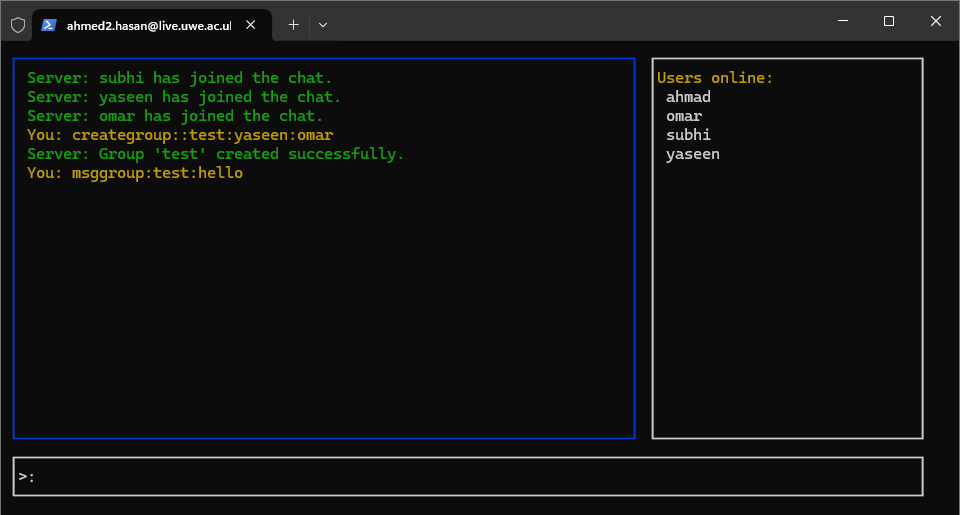 ahmed2.hasan@live.uwe.ac.ul
Server: subhi has joined the chat.
Server: yaseen has joined the chat.
Server: omar has joined the chat.
You: creategroup::test:yaseen:omar
Server: Group 'test' created successfully.
You: msggroup:test:hello
Users online:
ahmad
omar
subhi
yaseen
>: